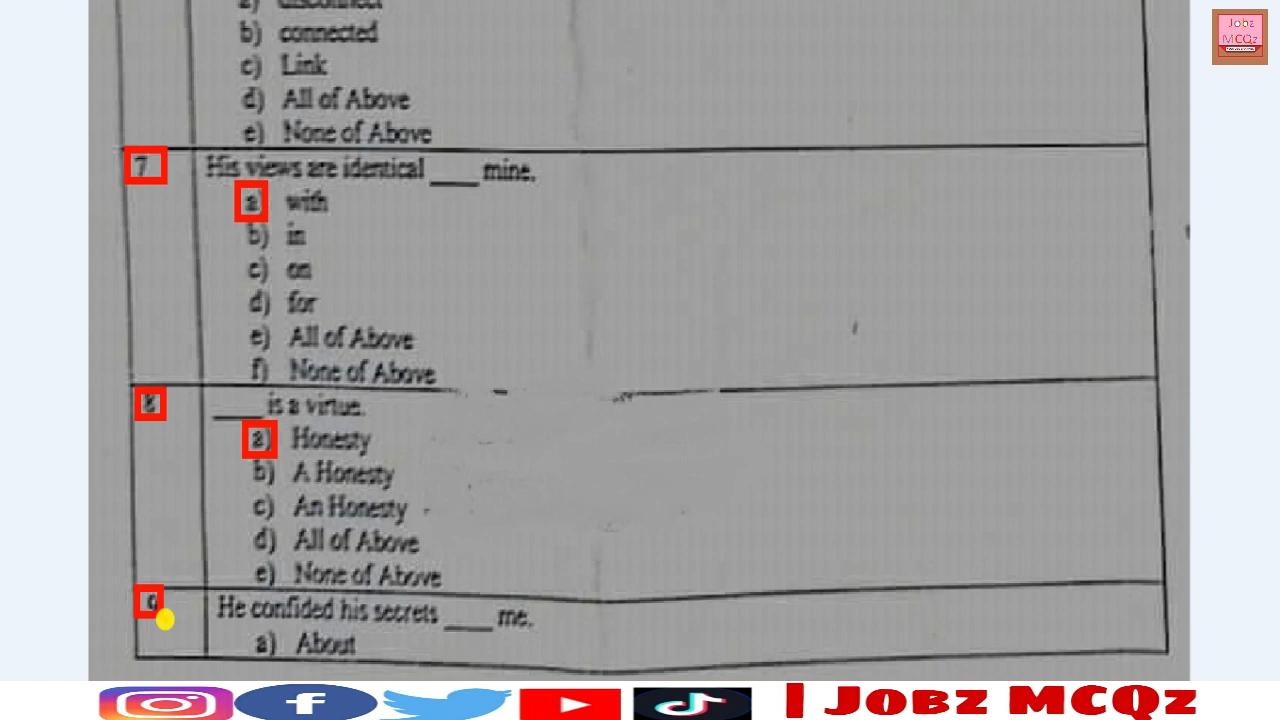 Jobz
MCQz
a) disconnect
b) connected
c) Link
d) All of Above
e) None of Above
7 His views are identical ____ mine.
a) with
b) in
c) on
d) for
e) All of Above
f) None of Above
8 ____ is a virtue.
a) Honesty
b) A Honesty
c) An Honesty
d) All of Above
e) None of Above
9 He confided his secrets ____ me.
a) About
| Jobz MCQz